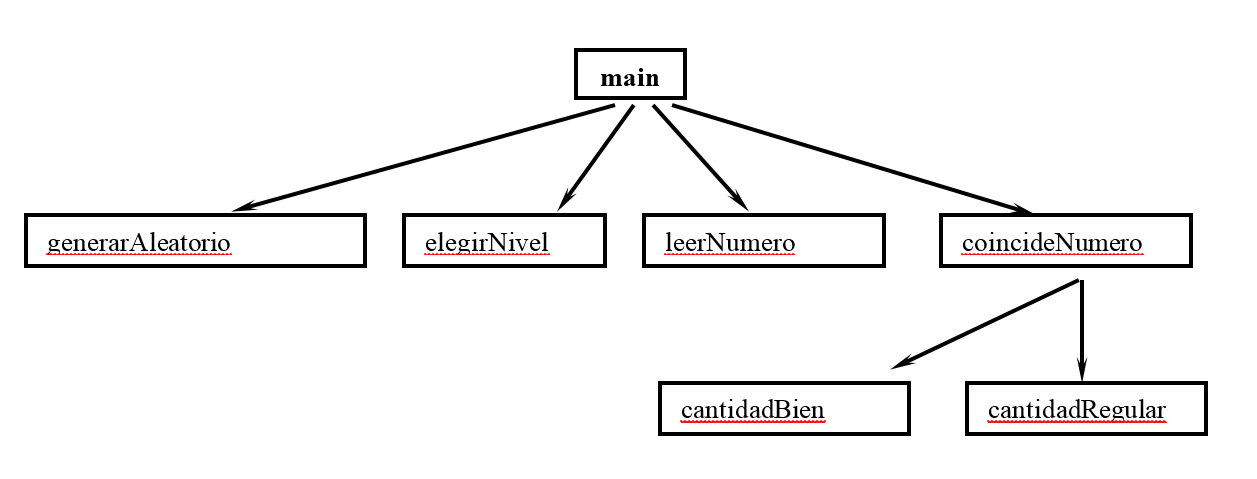 main
generarAleatorio
elegirNivel
leerNumero
coincideNumero
cantidadBien
cantidadRegular